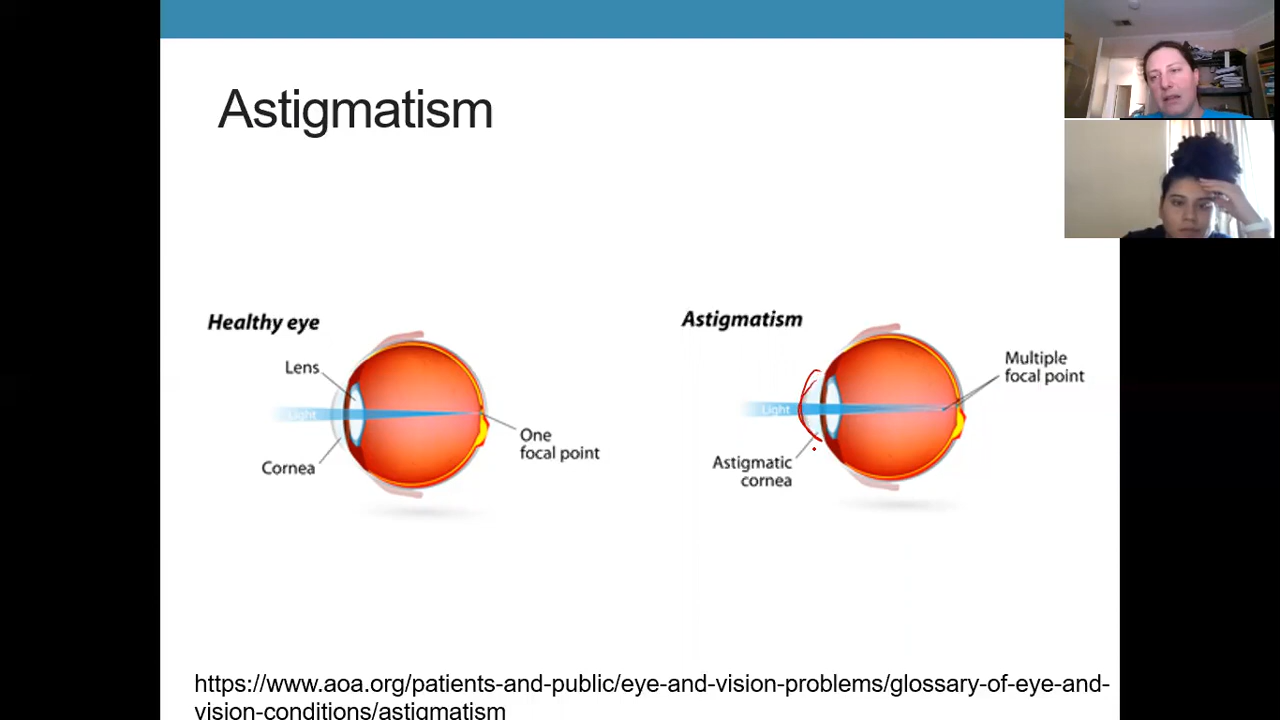 Astigmatism
Healthy eye
Lens
Light
Cornea
One
focal point
Astigmatism
Multiple
focal point
Light
Astigmatic
cornea
https://www.aoa.org/patients-and-public/eye-and-vision-problems/glossary-of-eye-and-
vision-conditions/astigmatism